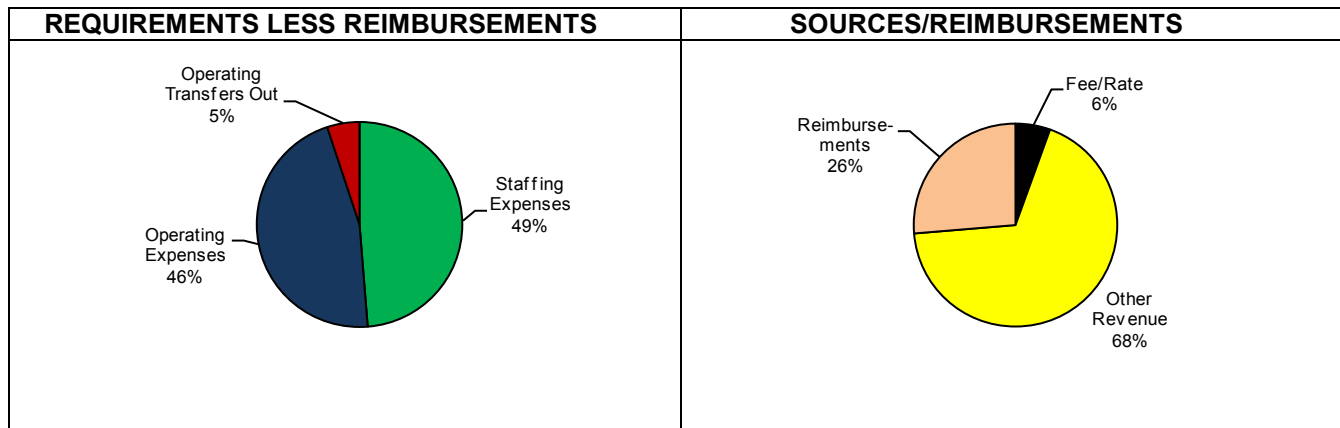 REQUIREMENTS LESS REIMBURSEMENTS
Operating
Transfers Out
5%
Staffing
Expenses
49%
Operating
Expenses
46%
SOURCES/REIMBURSEMENTS
Fee/Rate
6%
Reimburse-
ments
26%
Other
Revenue
68%